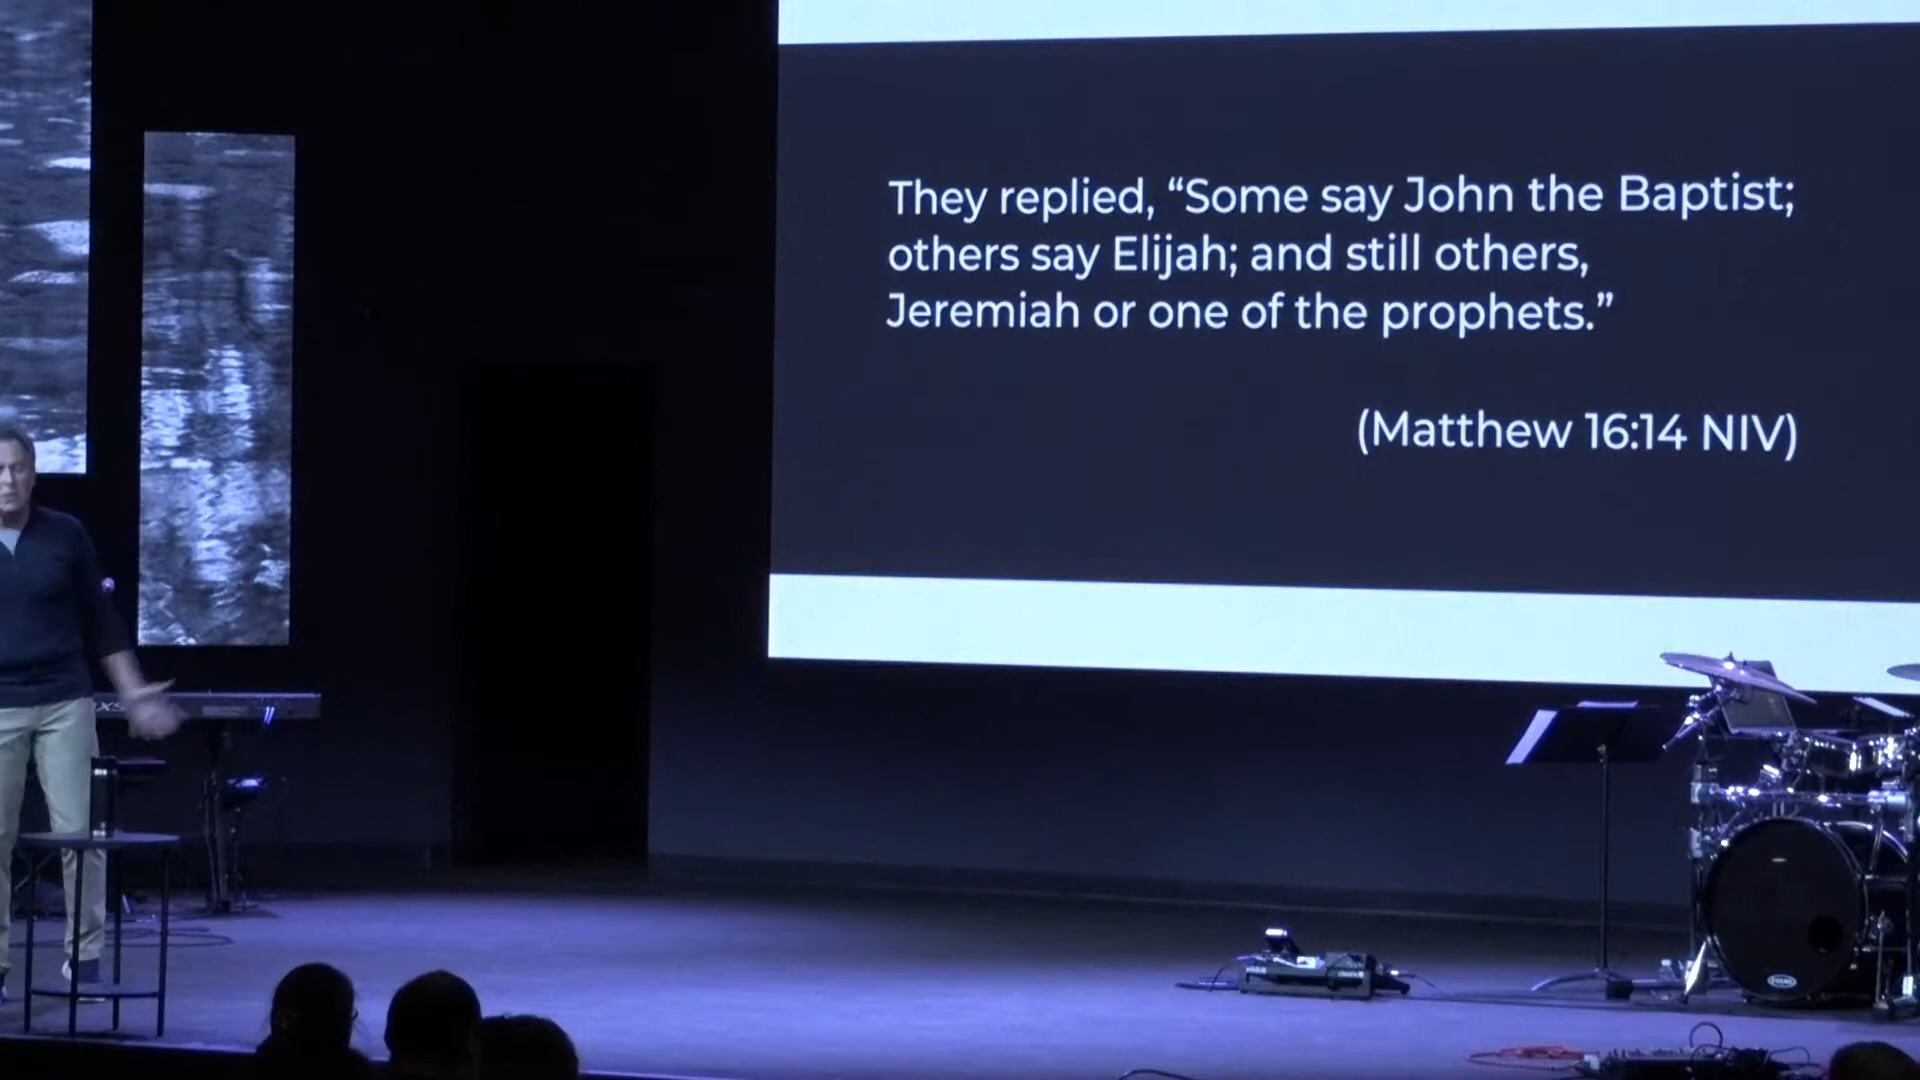 They replied, “Some say John the Baptist;
others say Elijah; and still others,
Jeremiah or one of the prophets.”
(Matthew 16:14 NIV)